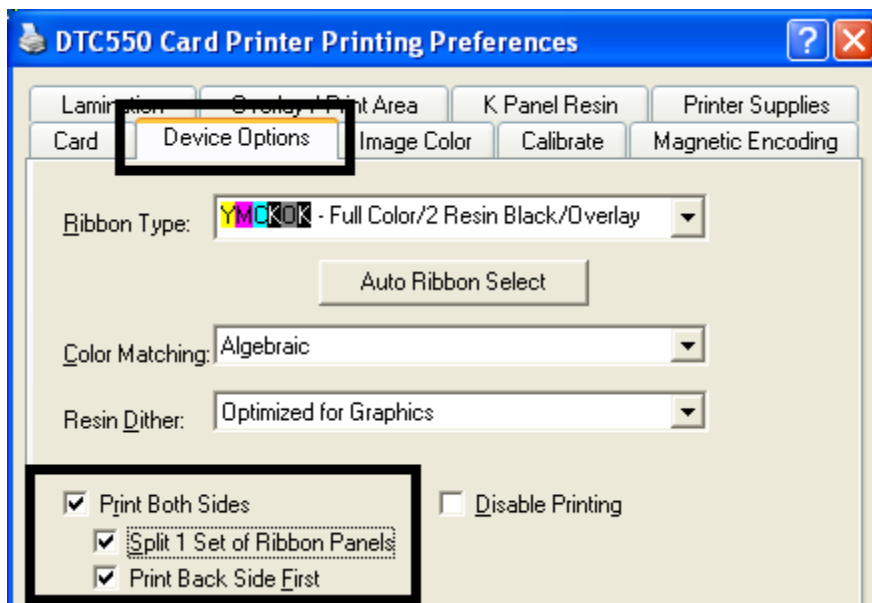 DTC550 Card Printer Printing Preferences
Lamination Overlay / Print Area K Panel Resin Printer Supplies
Card Device Options Image Color Calibrate Magnetic Encoding
Ribbon Type: YMCKOK - Full Color/2 Resin Black/Overlay
Auto Ribbon Select
Color Matching: Algebraic
Resin Dither: Optimized for Graphics
Print Both Sides Disable Printing
Split 1 Set of Ribbon Panels
Print Back Side First